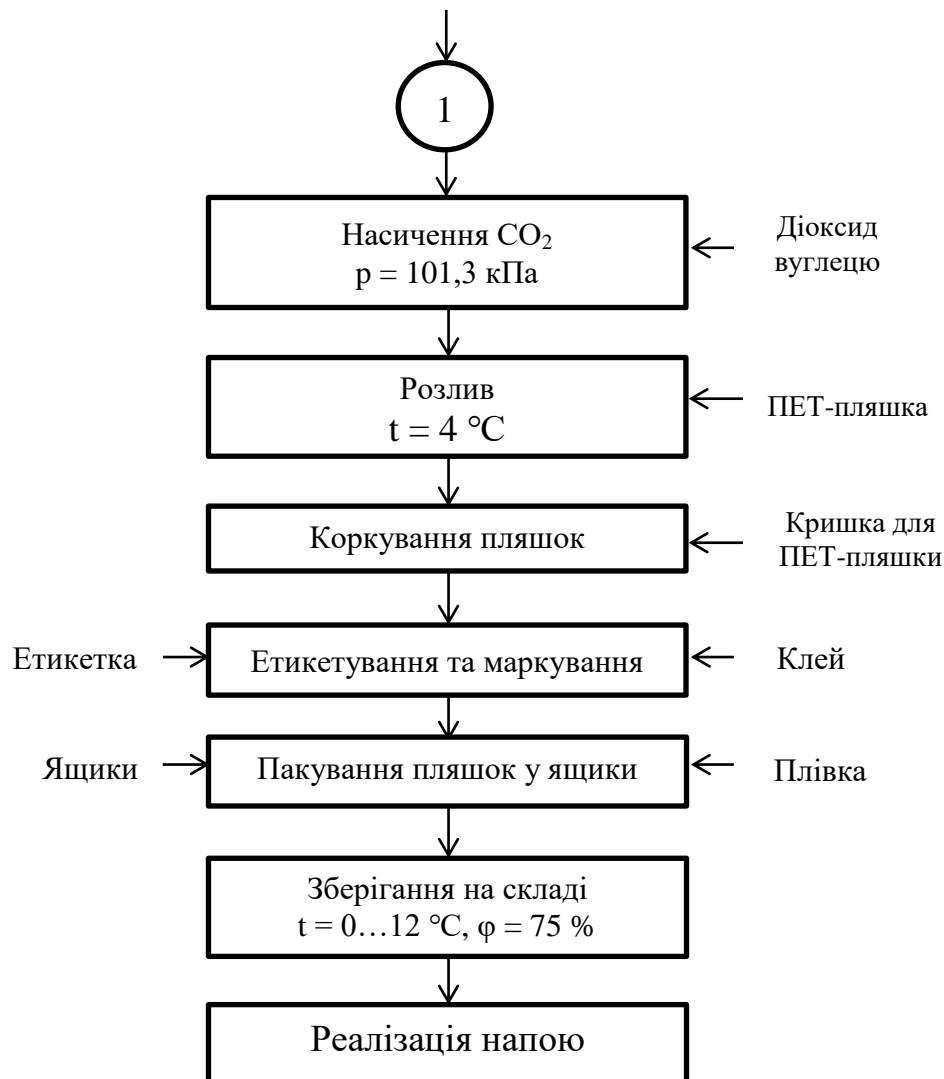 1
Насичення CO₂
р = 101,3 кПа
Діоксид
вуглецю
Розлив
t = 4 °C
ПЕТ-пляшка
Коркування пляшок
Кришка для
ПЕТ-пляшки
Етикетка
Етикетування та маркування
Клей
Ящики
Пакування пляшок у ящики
Плівка
Зберігання на складі
t = 0…12 °C, φ = 75 %
Реалізація напою